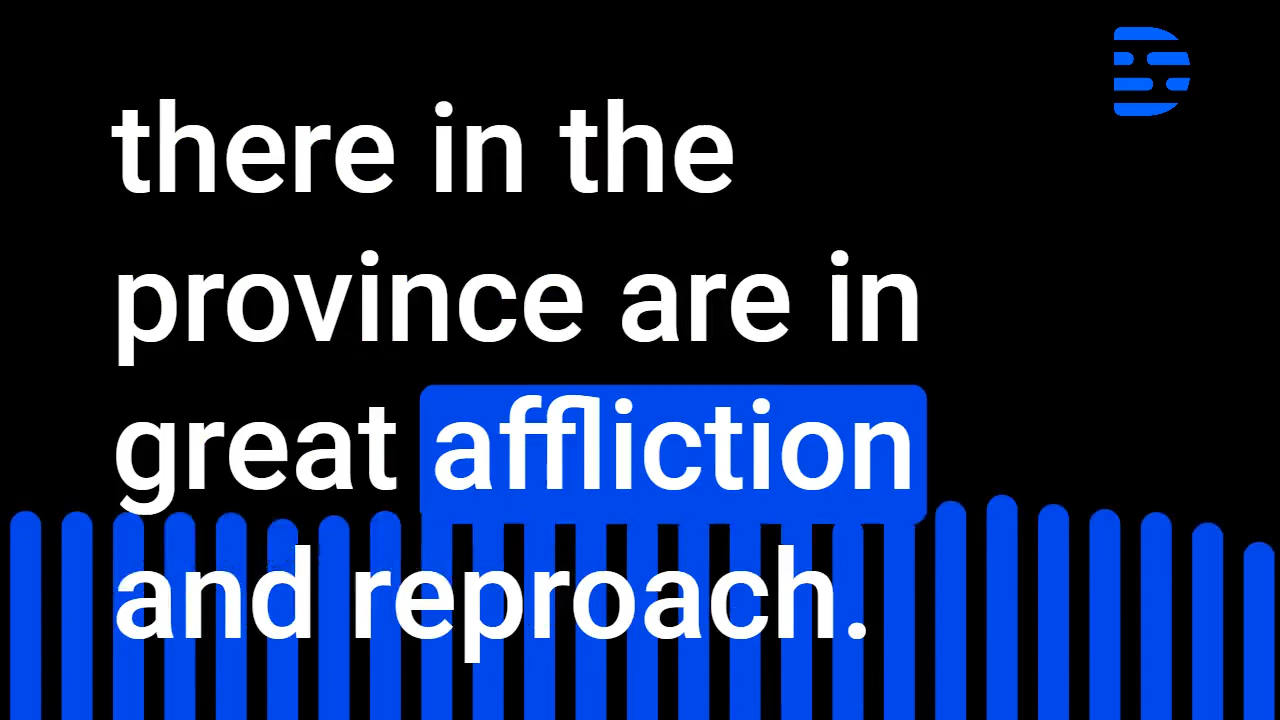 there in the
province are in
great affliction
and reproach.